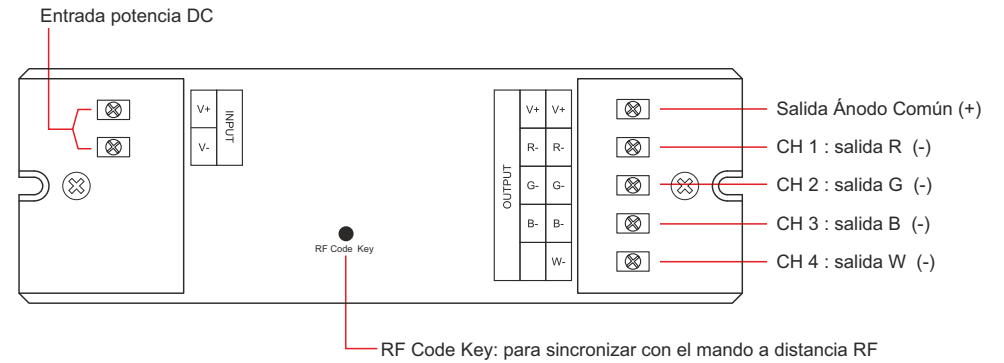 Entrada potencia DC
V+
V-
INPUT
RF Code Key
OUTPUT
V+ V+
R- R-
G- G-
B- B-
W-
Salida Ánodo Común (+)
CH 1 : salida R (-)
CH 2 : salida G (-)
CH 3 : salida B (-)
CH 4 : salida W (-)
RF Code Key: para sincronizar con el mando a distancia RF